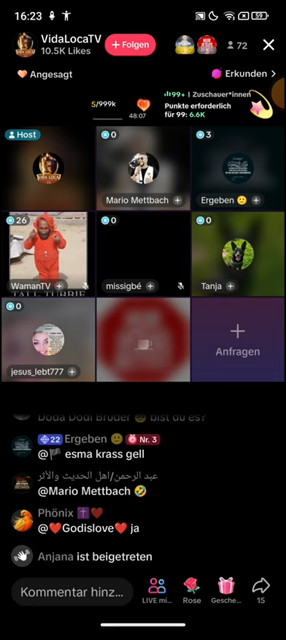 16:23
59
VidaLocaTV
10.5K Likes
+ Folgen
72
Angesagt
Erkunden >
5/999k
48:07
99+ | Zuschauer*innen
Punkte erforderlich
für 99: 6.6K
Host
0
Mario Mettbach
3
Ergeben
26
WamanTV
0
missigbé
0
Tanja
0
jesus_lebt777
Anfragen
Doda Dodi Bruder bist du es?
22 Ergeben Nr. 3
@ esma krass gell
عبد الرحمن/اهل الحديث والأثر
@Mario Mettbach
Phönix
@Godislove ja
Anjana ist beigetreten
Kommentar hinz...
LIVE mi...
Rose
Gesche...
15